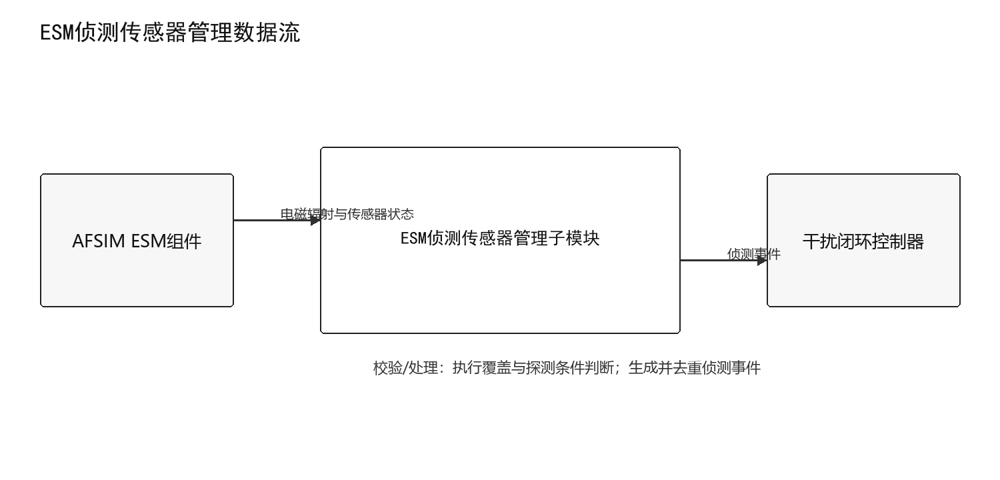 ESM侦测传感器管理数据流
电磁辐射与传感器状态
AFSIM ESM组件
ESM侦测传感器管理子模块
侦测事件
干扰闭环控制器
校验/处理：执行覆盖与探测条件判断；生成并去重侦测事件